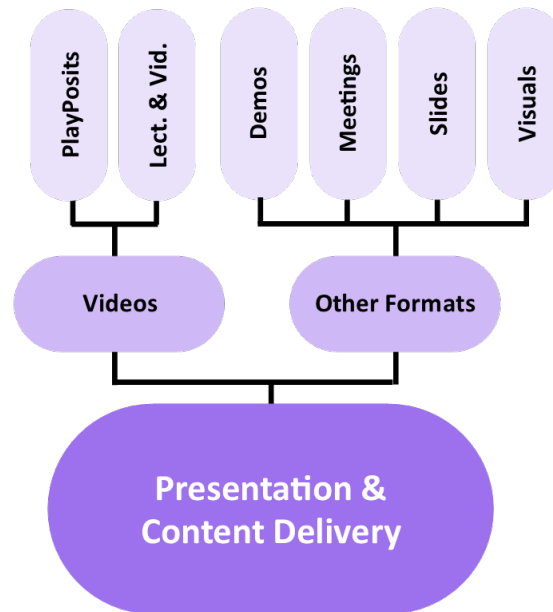 PlayPosits
Lect. & Vid.
Demos
Meetings
Slides
Visuals
Videos
Other Formats
Presentation &
Content Delivery